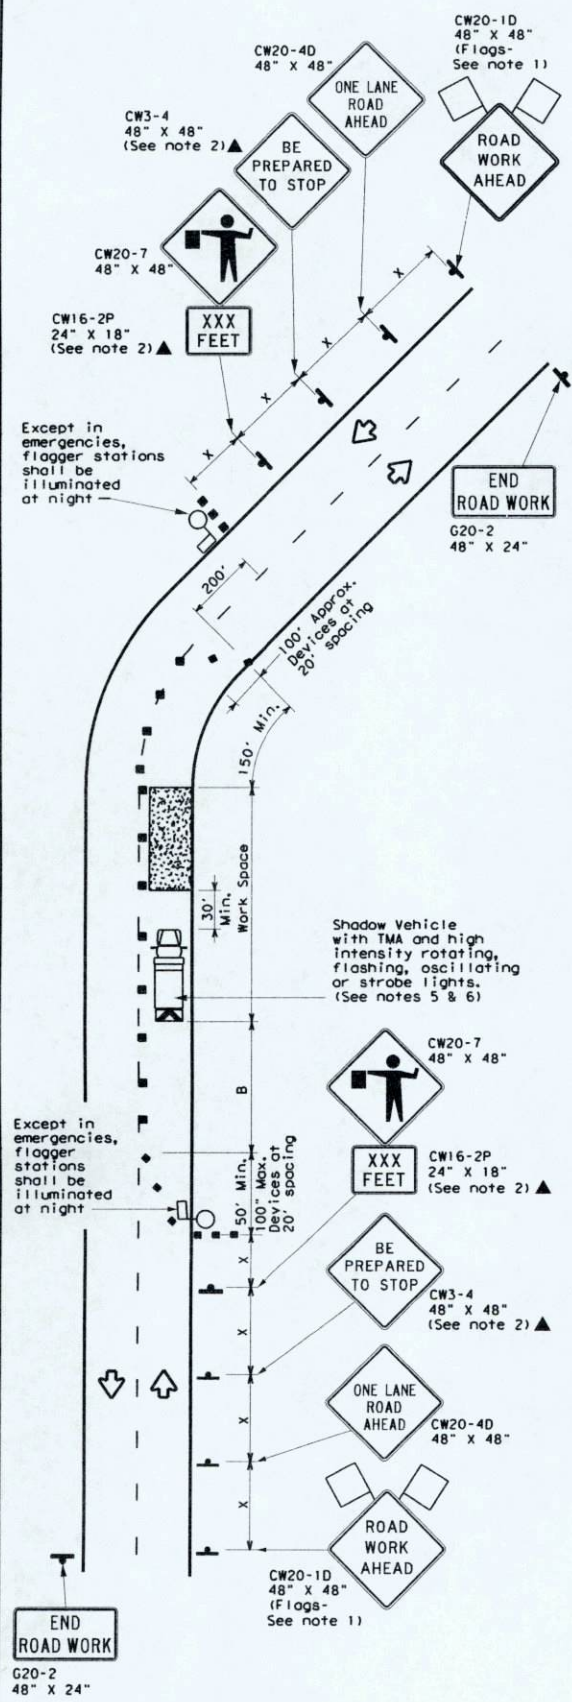 CW20-1D
48" X 48"
(Flags-
See note 1)
CW20-4D
48" X 48"
ONE LANE
ROAD
AHEAD
ROAD
WORK
AHEAD
CW3-4
48" X 48"
(See note 2)▲
BE
PREPARED
TO STOP
CW20-7
48" X 48"
CW16-2P
24" X 18"
(See note 2)▲
XXX
FEET
X
X
X
X
Except in
emergencies,
flagger stations
shall be
illuminated
at night
END
ROAD WORK
G20-2
48" X 24"
200'
100' Approx.
Devices at
20' spacing
150' Min.
Work Space
30'
Min.
Shadow Vehicle
with TMA and high
intensity rotating,
flashing, oscillating
or strobe lights.
(See notes 5 & 6)
B
CW20-7
48" X 48"
XXX
FEET
CW16-2P
24" X 18"
(See note 2)▲
Except in
emergencies,
flagger
stations
shall be
illuminated
at night
50' Min.
100" Max.
Devices at
20' spacing
X
X
X
X
BE
PREPARED
TO STOP
CW3-4
48" X 48"
(See note 2)▲
ONE LANE
ROAD
AHEAD
CW20-4D
48" X 48"
ROAD
WORK
AHEAD
CW20-1D
48" X 48"
(Flags-
See note 1)
END
ROAD WORK
G20-2
48" X 24"